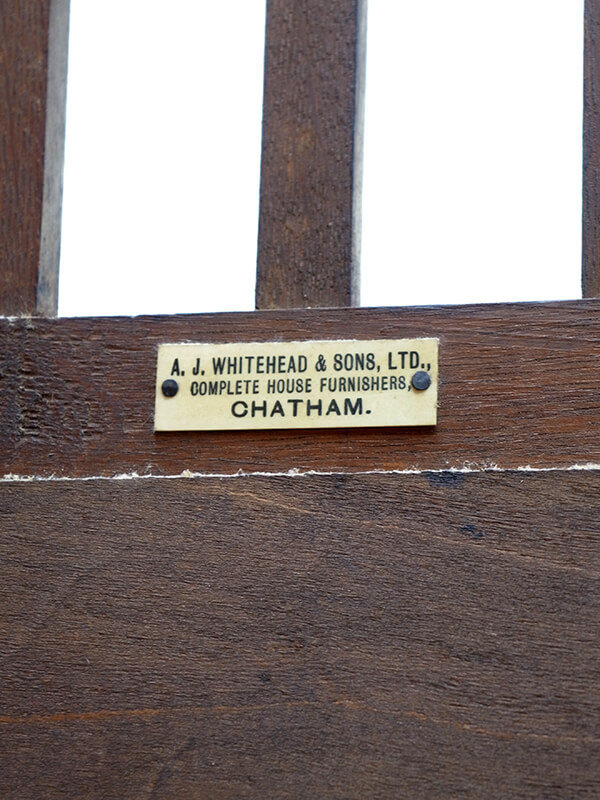 A. J. WHITEHEAD & SONS, LTD.,
COMPLETE HOUSE FURNISHERS,
CHATHAM.